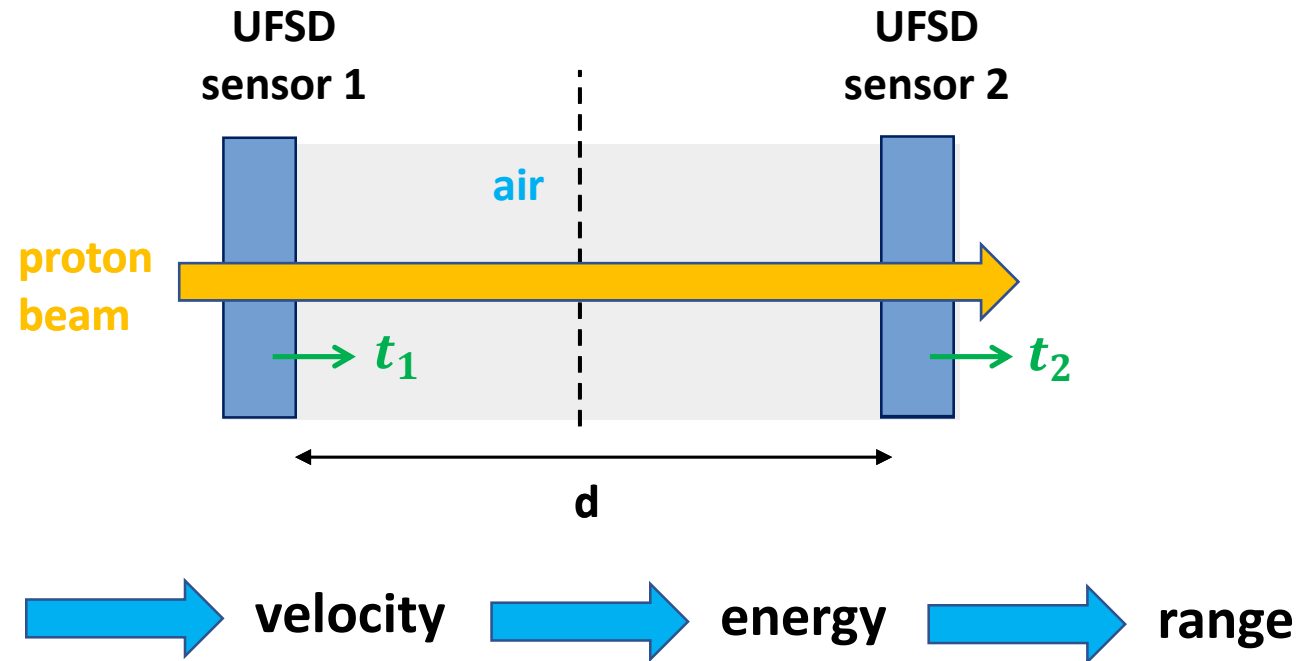 UFSD
sensor 1
UFSD
sensor 2
air
proton
beam
t₁
t₂
d
velocity
energy
range